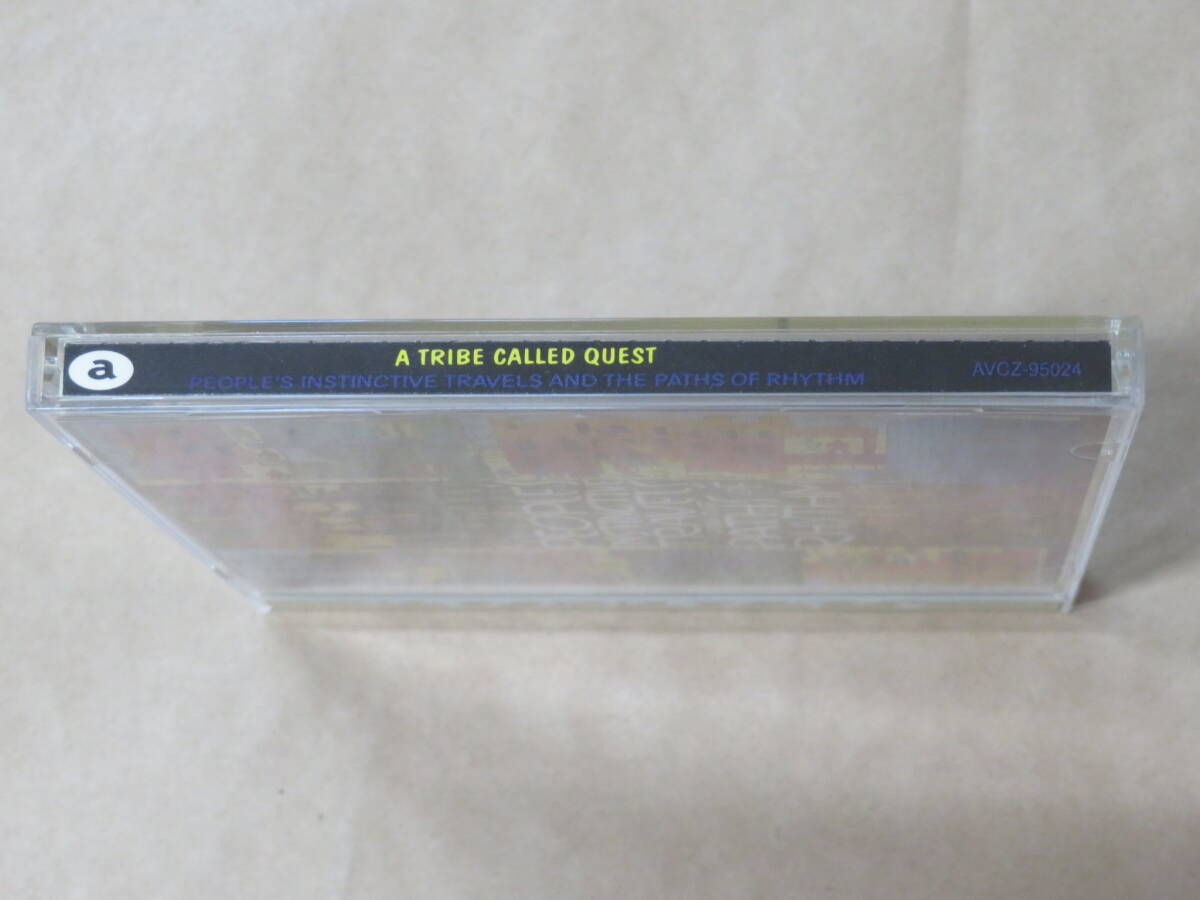 a
A TRIBE CALLED QUEST
PEOPLE'S INSTINCTIVE TRAVELS AND THE PATHS OF RHYTHM
AVCZ-95024